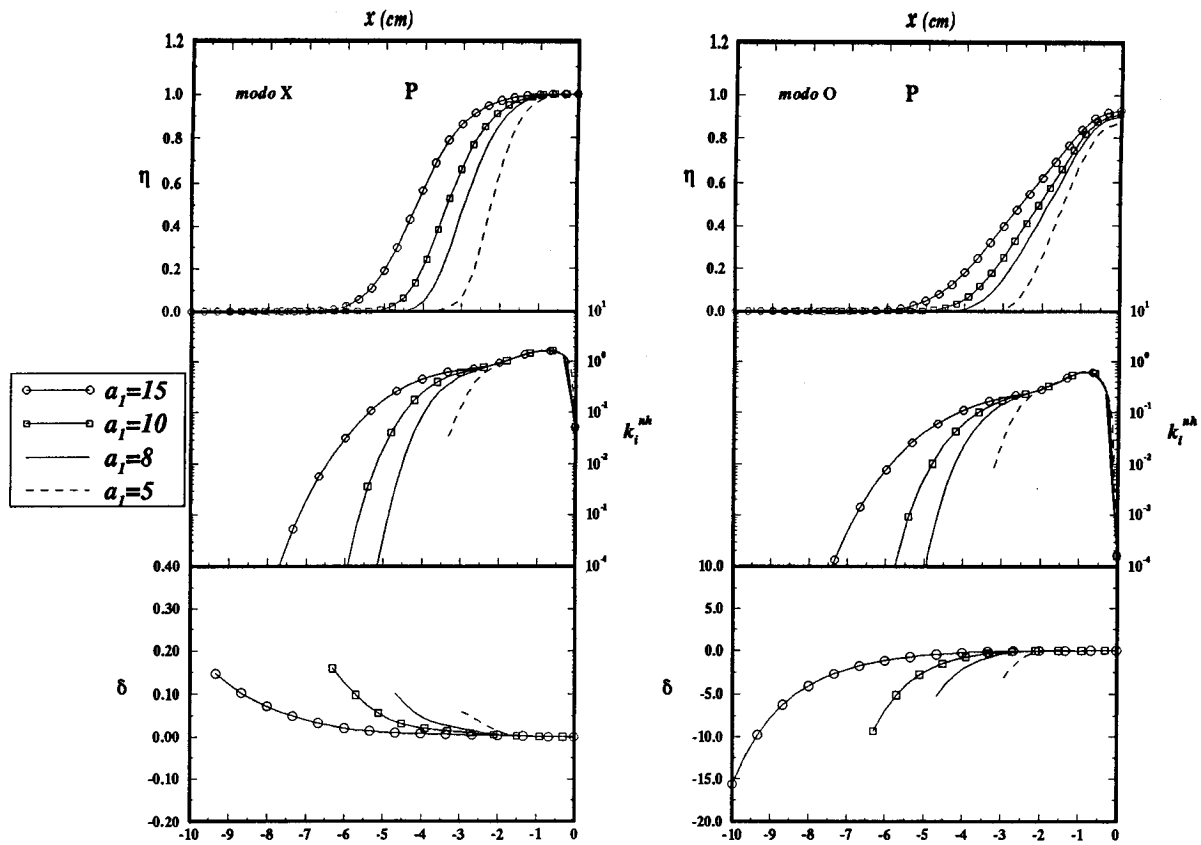 x (cm)
x (cm)
1.2
1.0
0.8
0.6
0.4
0.2
0.0
η
modo X
P
1.2
1.0
0.8
0.6
0.4
0.2
0.0
η
modo O
P
a₁=15
a₁=10
a₁=8
a₁=5
10¹
10⁰
10⁻¹
10⁻²
10⁻¹
10⁻³
10⁻⁴
kᵢⁿʰ
10¹
10⁰
10⁻¹
10⁻²
10⁻³
10⁻⁴
kᵢⁿʰ
0.40
0.30
0.20
0.10
0.00
-0.10
-0.20
δ
-10 -9 -8 -7 -6 -5 -4 -3 -2 -1 0
10.0
5.0
0.0
-5.0
-10.0
-15.0
-20.0
δ
-10 -9 -8 -7 -6 -5 -4 -3 -2 -1 0